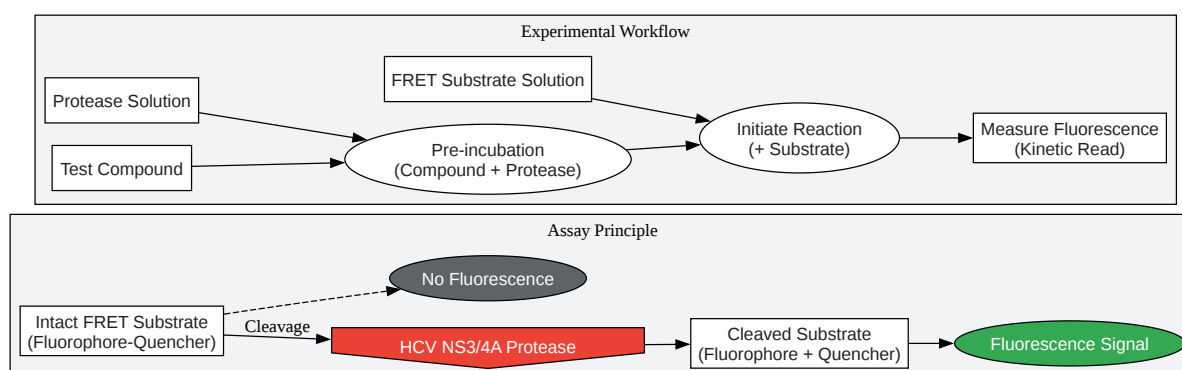 Experimental Workflow
FRET Substrate Solution
Protease Solution
Initiate Reaction
(+ Substrate)
Measure Fluorescence
(Kinetic Read)
Pre-incubation
(Compound + Protease)
Test Compound
Assay Principle
No Fluorescence
Intact FRET Substrate
(Fluorophore-Quencher)
Cleavage
HCV NS3/4A Protease
Cleaved Substrate
(Fluorophore + Quencher)
Fluorescence Signal